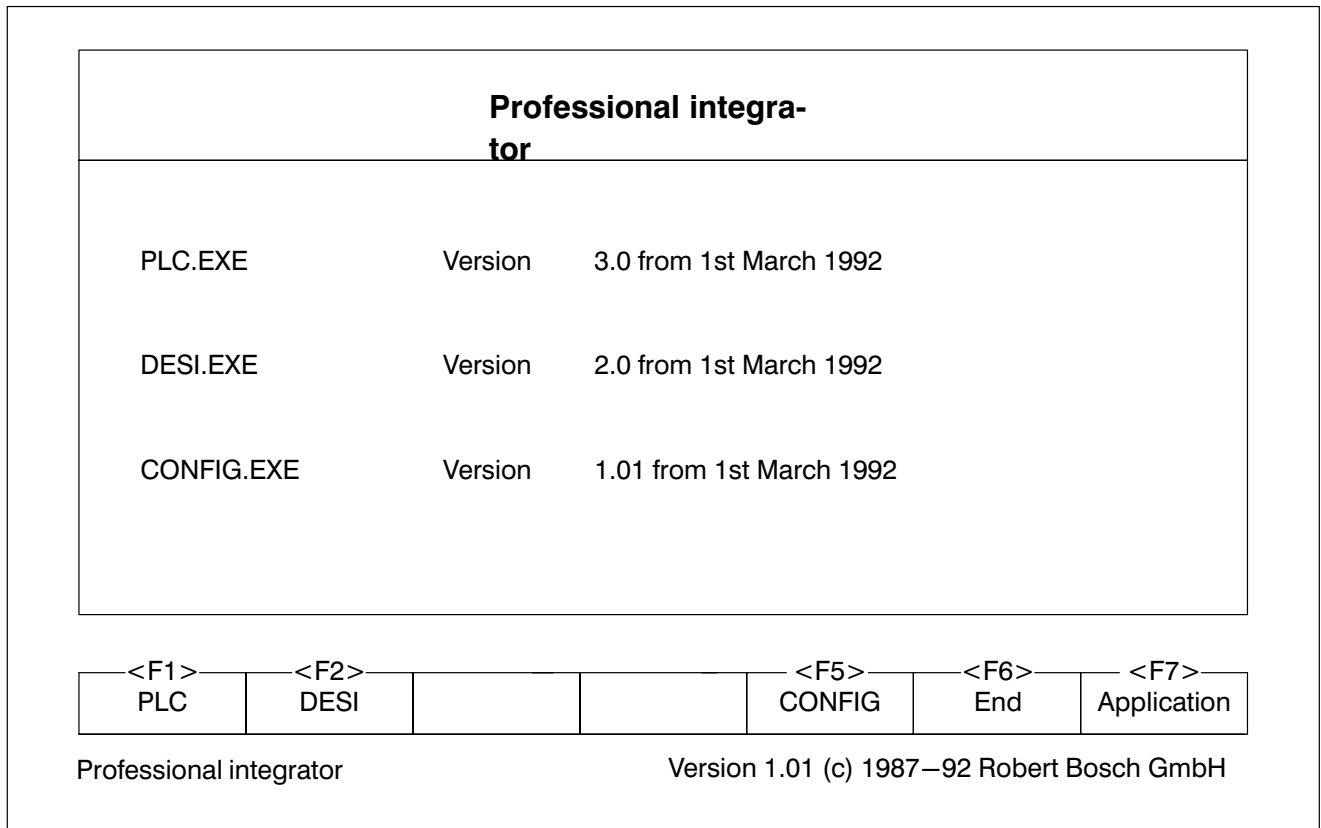 Professional integra-
tor
PLC.EXE Version 3.0 from 1st March 1992
DESI.EXE Version 2.0 from 1st March 1992
CONFIG.EXE Version 1.01 from 1st March 1992
<F1> <F2> <F5> <F6> <F7>
PLC DESI CONFIG End Application
Professional integrator Version 1.01 (c) 1987–92 Robert Bosch GmbH